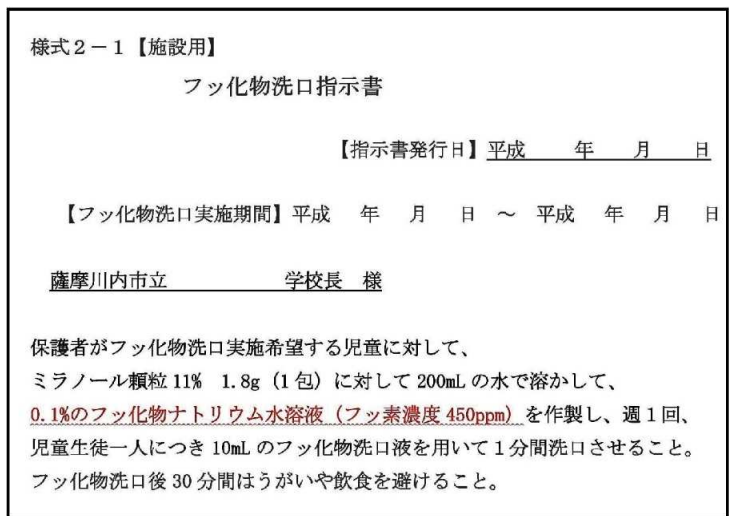 様式2－1【施設用】
フッ化物洗口指示書
【指示書発行日】平成　　年　　月　　日
【フッ化物洗口実施期間】平成　年　月　日　～　平成　年　月　日
薩摩川内市立　　　　　　学校長　様
保護者がフッ化物洗口実施希望する児童に対して、
ミラノール顆粒11%　1.8g（1包）に対して200mLの水で溶かして、
0.1%のフッ化物ナトリウム水溶液（フッ素濃度450ppm）を作製し、週1回、
児童生徒一人につき10mLのフッ化物洗口液を用いて1分間洗口させること。
フッ化物洗口後30分間はうがいや飲食を避けること。